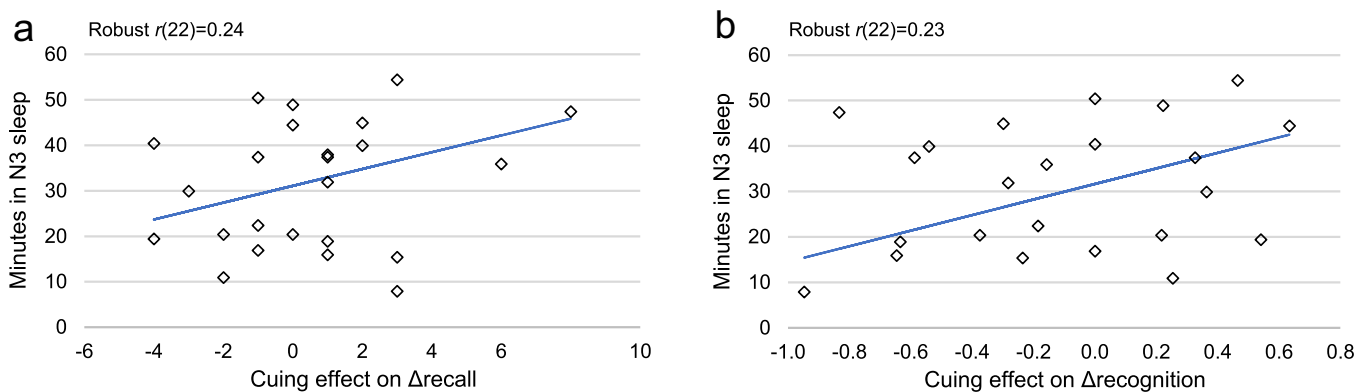 a
Robust r(22)=0.24
Minutes in N3 sleep
60
50
40
30
20
10
0
-6 -4 -2 0 2 4 6 8 10
Cuing effect on Δrecall
b
Robust r(22)=0.23
Minutes in N3 sleep
60
50
40
30
20
10
0
-1.0 -0.8 -0.6 -0.4 -0.2 0.0 0.2 0.4 0.6 0.8
Cuing effect on Δrecognition